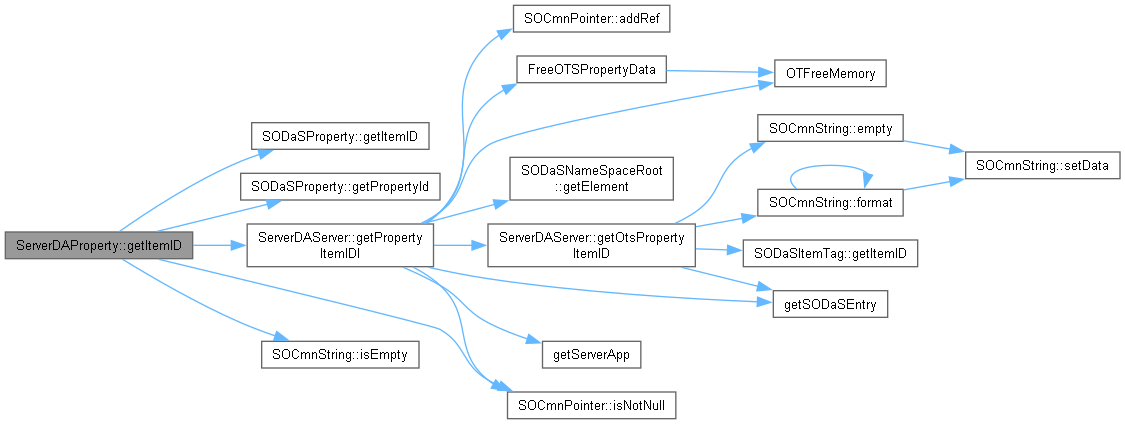 SOCmnPointer::addRef
FreeOTSPropertyData
OTFreeMemory
SOCmnString::empty
SODaSProperty::getItemID
SOCmnString::setData
SODaSNameSpaceRoot
::getElement
SODaSProperty::getPropertyId
SOCmnString::format
ServerDAProperty::getItemID
ServerDAServer::getProperty
ItemIDI
ServerDAServer::getOtsProperty
ItemID
SODaSItemTag::getItemID
getSODaSEntry
SOCmnString::isEmpty
getServerApp
SOCmnPointer::isNotNull